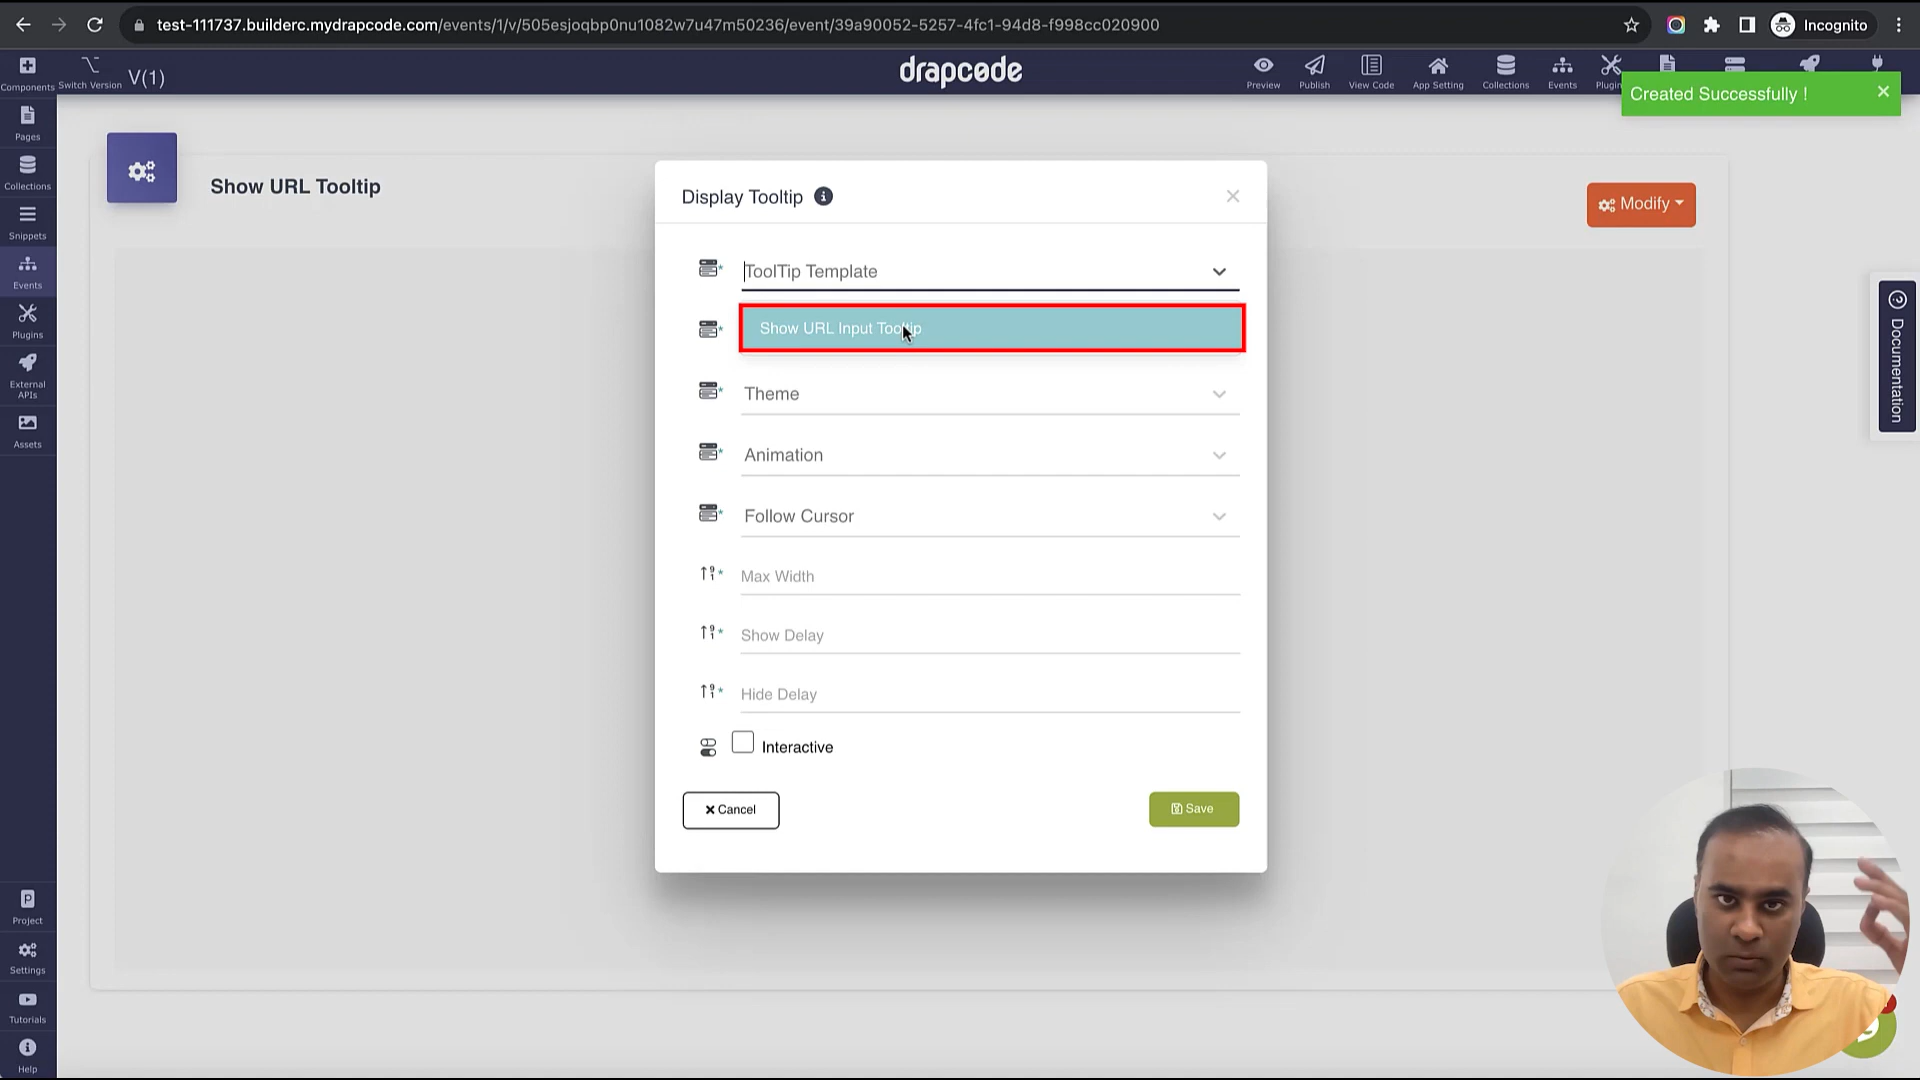 test-111737.builderc.mydrapcode.com/events/1/v/505esjoqbp0nu1082w7u47m50236/event/39a90052-5257-4fc1-94d8-f998cc020900
Incognito
Components
Switch Version
V(1)
drapcode
Preview
Publish
View Code
App Setting
Collections
Events
Plugin
Created Successfully !
Pages
Collections
Snippets
Events
Plugins
External
APIs
Assets
Project
Settings
Tutorials
Help
Show URL Tooltip
Modify
Documentation
Display Tooltip
ToolTip Template
Show URL Input Tooltip
Theme
Animation
Follow Cursor
Max Width
Show Delay
Hide Delay
Interactive
Cancel
Save